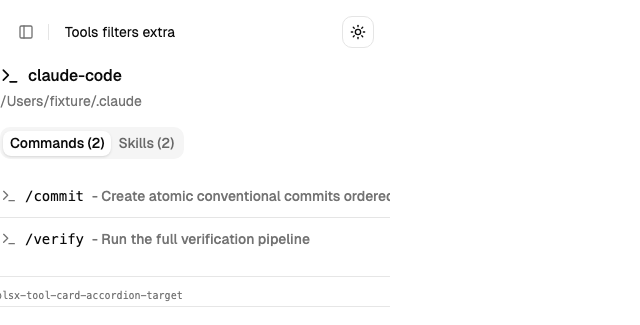 Tools filters extra
claude-code
/Users/fixture/.claude
Commands (2) Skills (2)
/commit - Create atomic conventional commits ordered
/verify - Run the full verification pipeline
olsx-tool-card-accordion-target